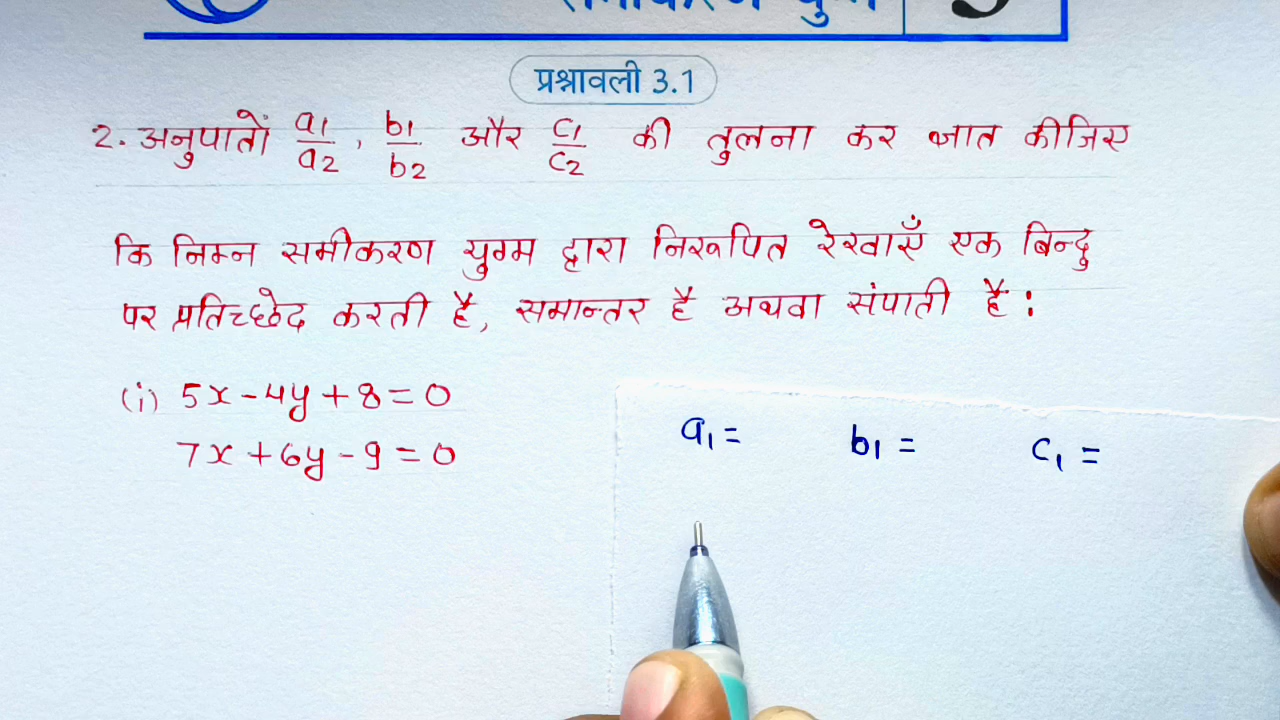 प्रश्नावली 3.1
2. अनुपातों a1/a2, b1/b2 और c1/c2 की तुलना कर ज्ञात कीजिए
कि निम्न समीकरण युग्म द्वारा निरूपित रेखाएँ एक बिन्दु
पर प्रतिच्छेद करती है, समान्तर है अथवा संपाती है :
(i) 5x - 4y + 8 = 0
7x + 6y - 9 = 0
a1 = b1 = c1 =